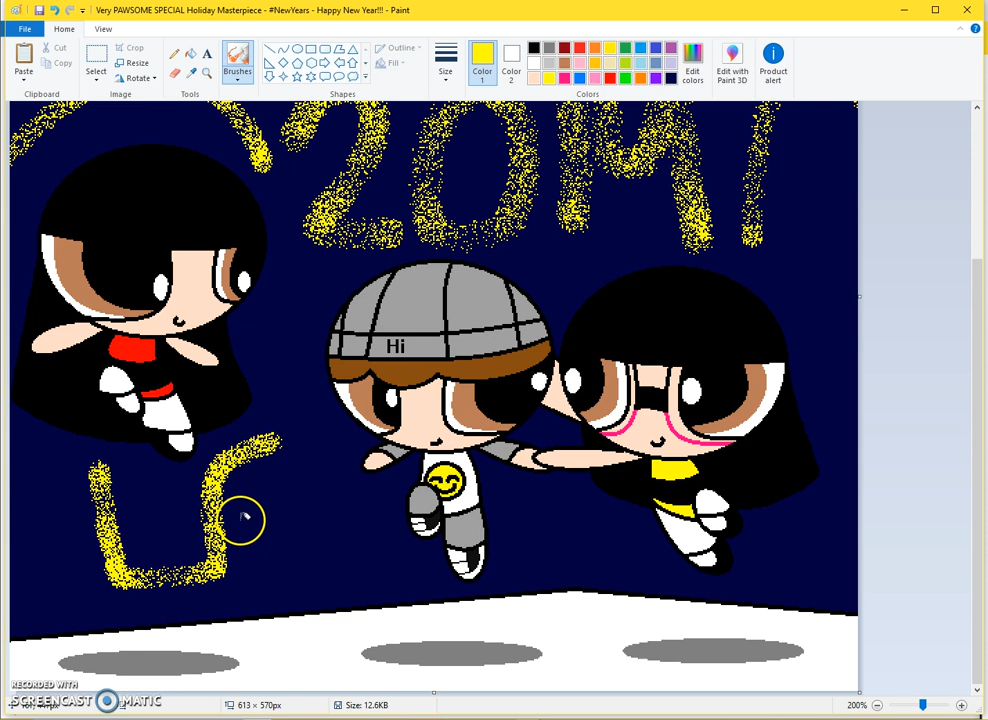 Very PAWSOME SPECIAL Holiday Masterpiece - #NewYears - Happy New Year!!! - Paint
File Home View
Paste
Cut
Copy
Clipboard
Select
Crop
Resize
Rotate
Image
A
Tools
Brushes
Outline
Fill
Shapes
Size
Color 1
Color 2
Edit colors
Colors
Edit with Paint 3D
Product alert
Hi
RECORDED WITH
SCREENCAST MATIC
613 × 570px
Size: 12.6KB
200%